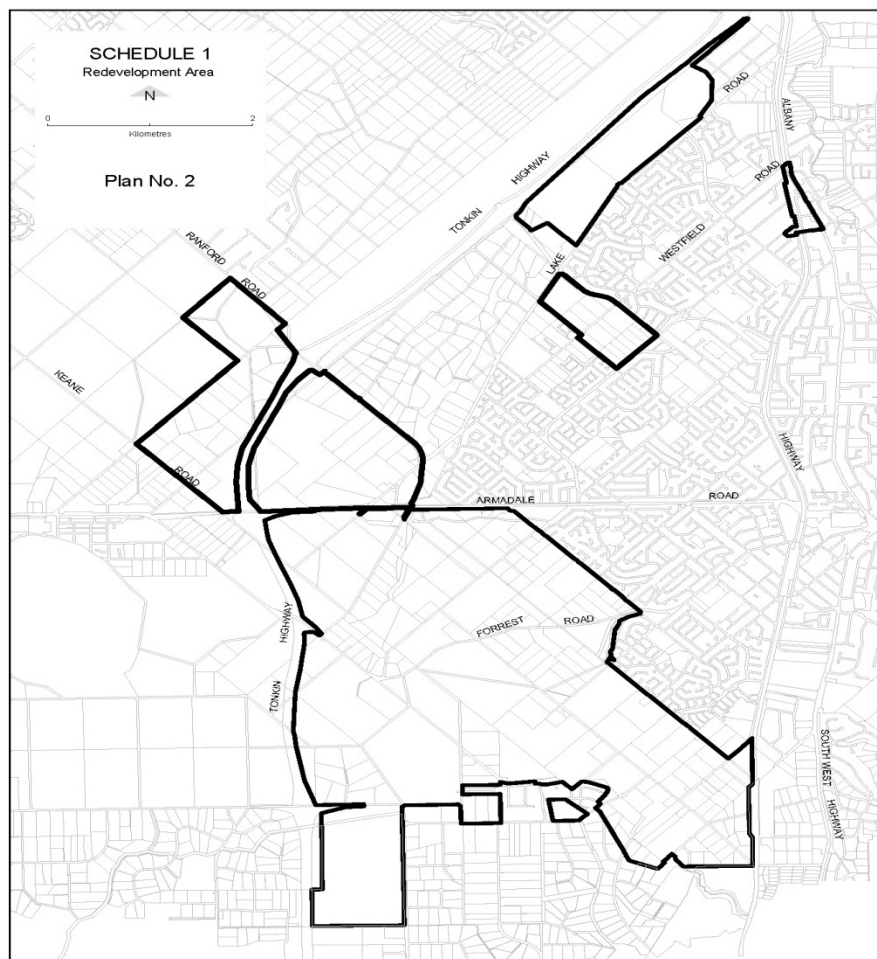 SCHEDULE 1
Redevelopment Area
N
0 2
Kilometres
Plan No. 2
ROAD
ALBANY
HIGHWAY
TONKIN
ROAD
WESTFIELD
LAKE
RANFORD
ROAD
KEANE
ROAD
HIGHWAY
ARMADALE ROAD
FORREST ROAD
HIGHWAY
TONKIN
SOUTH WEST
HIGHWAY